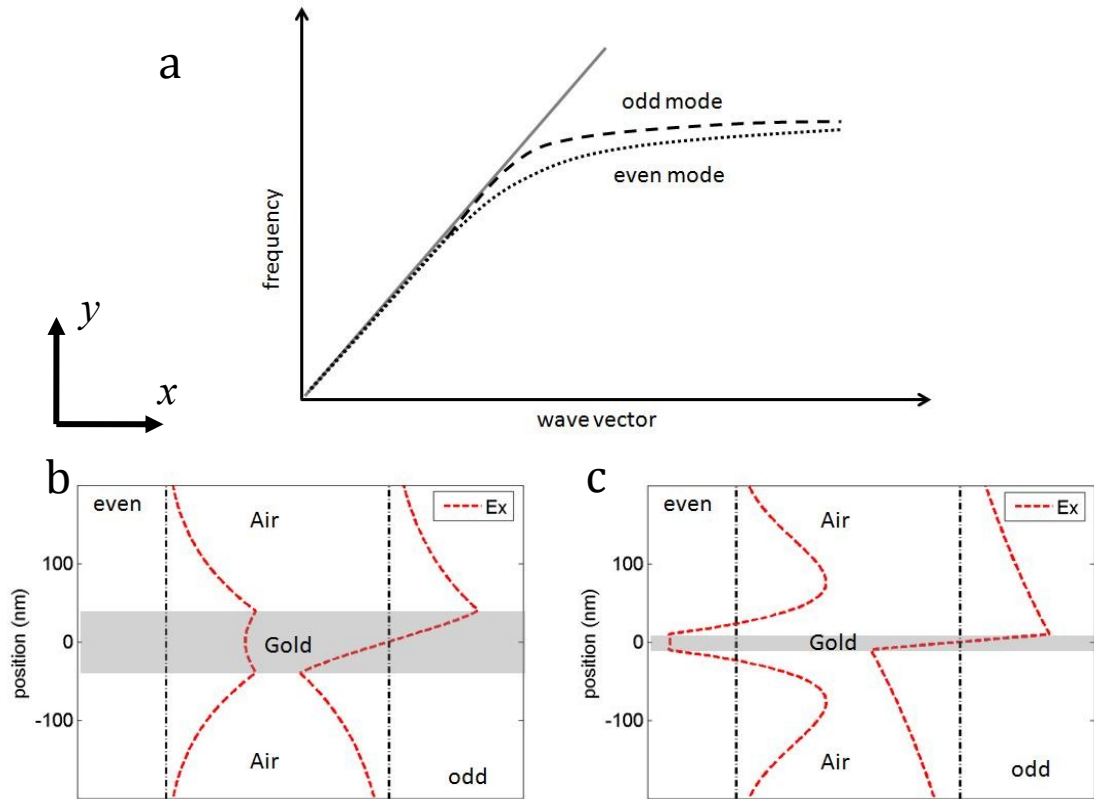 a
odd mode
even mode
frequency
wave vector
y
x
b
even
Air
Ex
100
0
-100
position (nm)
Gold
Air
odd
c
even
Air
Ex
100
0
-100
position (nm)
Gold
Air
odd